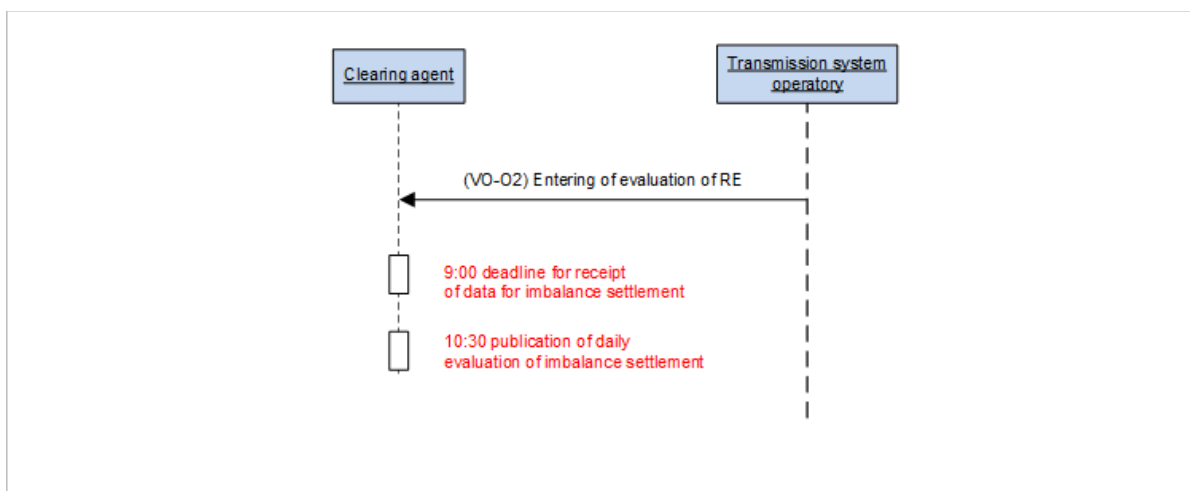 Clearing agent
Transmission system
operatory
(VO-O2) Entering of evaluation of RE
9:00 deadline for receipt
of data for imbalance settlement
10:30 publication of daily
evaluation of imbalance settlement